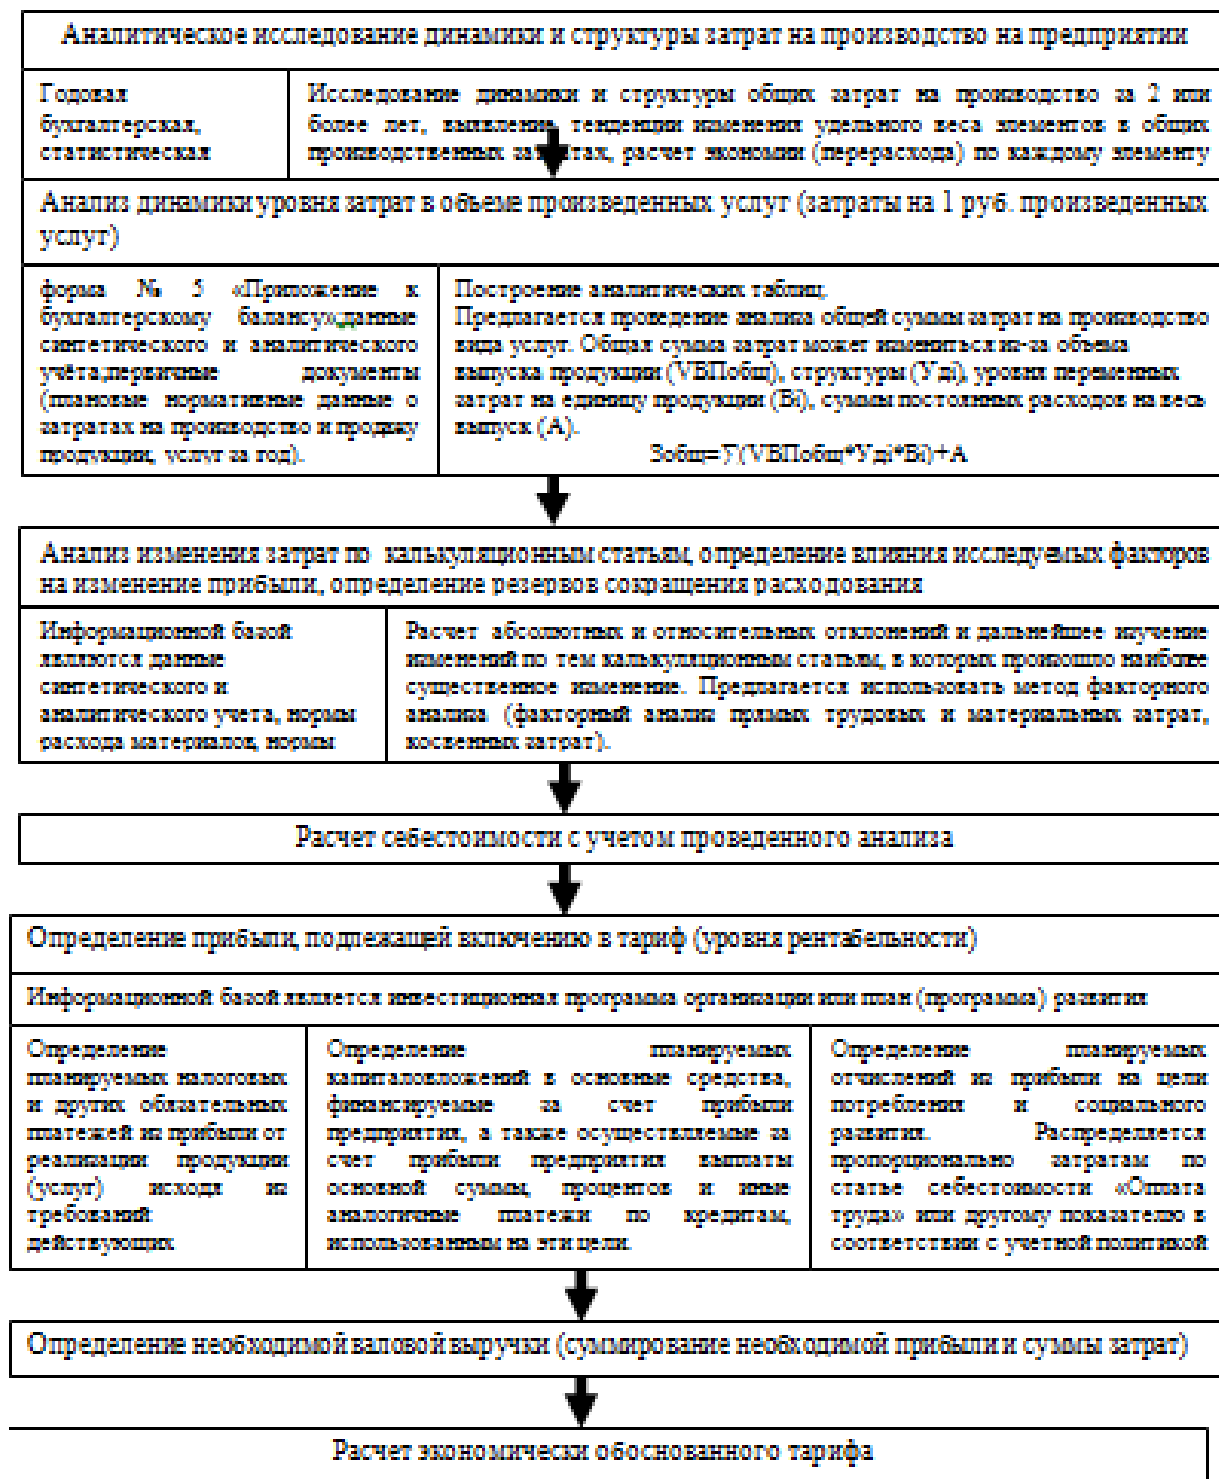 Аналитическое исследование динамики и структуры затрат на производство на предприятии
Годовая
бухгалтерская,
статистическая
Исследование динамики и структуры общих затрат на производство за 2 или
более лет, выявление тенденции изменения удельного веса элементов в общих
производственных затратах, расчет экономии (перерасхода) по каждому элементу
Анализ динамики уровня затрат в объеме произведенных услуг (затраты на 1 руб. произведенных
услуг)
форма № 5 «Приложение к
бухгалтерскому балансу»;данные
синтетического и аналитического
учёта;первичные документы
(плановые нормативные данные о
затратах на производство и продажу
продукции, услуг за год).
Построение аналитических таблиц.
Предлагается проведение анализа общей суммы затрат на производство
вида услуг. Общая сумма затрат может измениться из-за объема
выпуска продукции (VВПобщ), структуры (Удi), уровня переменных
затрат на единицу продукции (Вi), суммы постоянных расходов на весь
выпуск (А).
Зобщ=∑(VВПобщ*Удi*Вi)+А
Анализ изменения затрат по калькуляционным статьям, определение влияния исследуемых факторов
на изменение прибыли, определение резервов сокращения расходования
Информационной базой
являются данные
синтетического и
аналитического учета, нормы
расхода материалов, нормы
Расчет абсолютных и относительных отклонений и дальнейшее изучение
изменений по тем калькуляционным статьям, в которых произошло наиболее
существенное изменение. Предлагается использовать метод факторного
анализа (факторный анализ прямых трудовых и материальных затрат,
косвенных затрат).
Расчет себестоимости с учетом проведенного анализа
Определение прибыли, подлежащей включению в тариф (уровня рентабельности)
Информационной базой является инвестиционная программа организации или план (программа) развития
Определение
планируемых налоговых
и других обязательных
платежей из прибыли от
реализации продукции
(услуг) исходя из
требований
действующих
Определение планируемых
капиталовложений в основные средства,
финансируемые за счет прибыли
предприятия, а также осуществляемые за
счет прибыли предприятия выплаты
основной суммы, процентов и иные
аналогичные платежи по кредитам,
использованным на эти цели.
Определение планируемых
отчислений из прибыли на цели
потребления и социального
развития. Распределяется
пропорционально затратам по
статье себестоимости «Оплата
труда» или другому показателю в
соответствии с учетной политикой
Определение необходимой валовой выручки (суммирование необходимой прибыли и суммы затрат)
Расчет экономически обоснованного тарифа